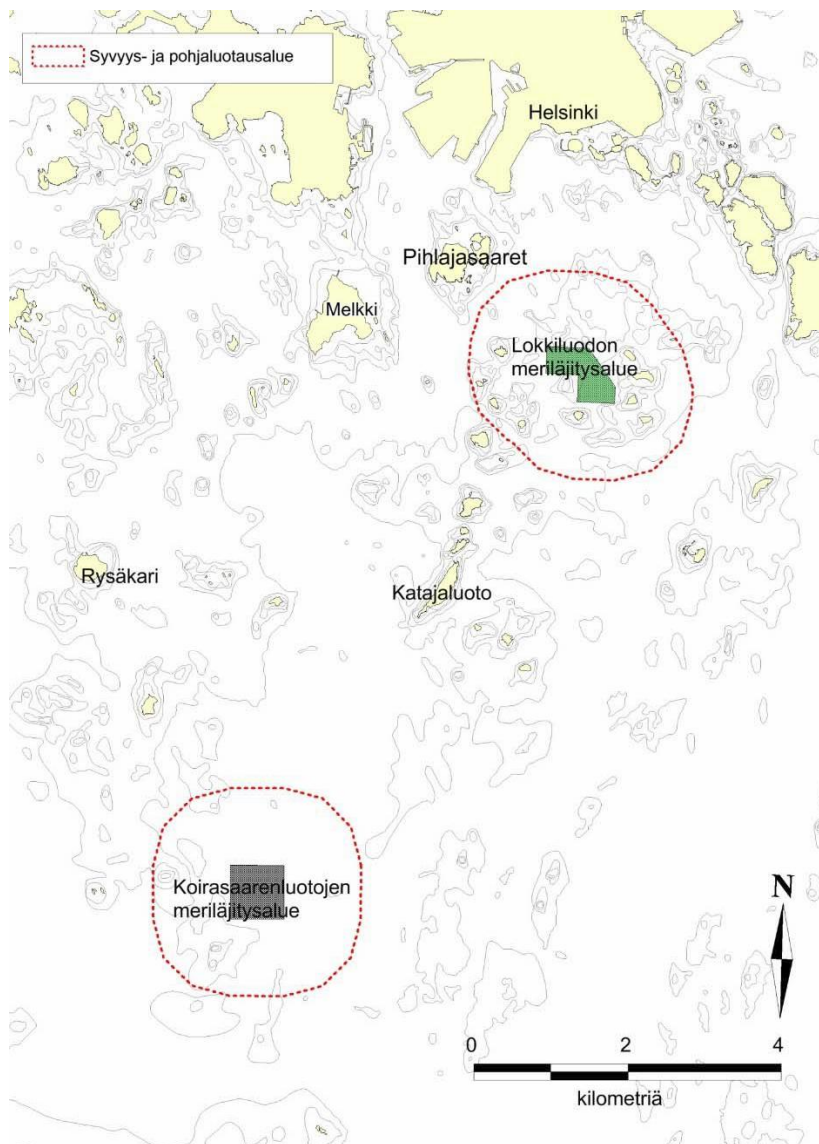 Syvyys- ja pohjaluotausalue
Helsinki
Pihlajasaaret
Melkki
Lokkiluodon
meriläjitysalue
Rysäkari
Katajaluoto
Koirasaarenluotojen
meriläjitysalue
N
0 2 4
kilometriä